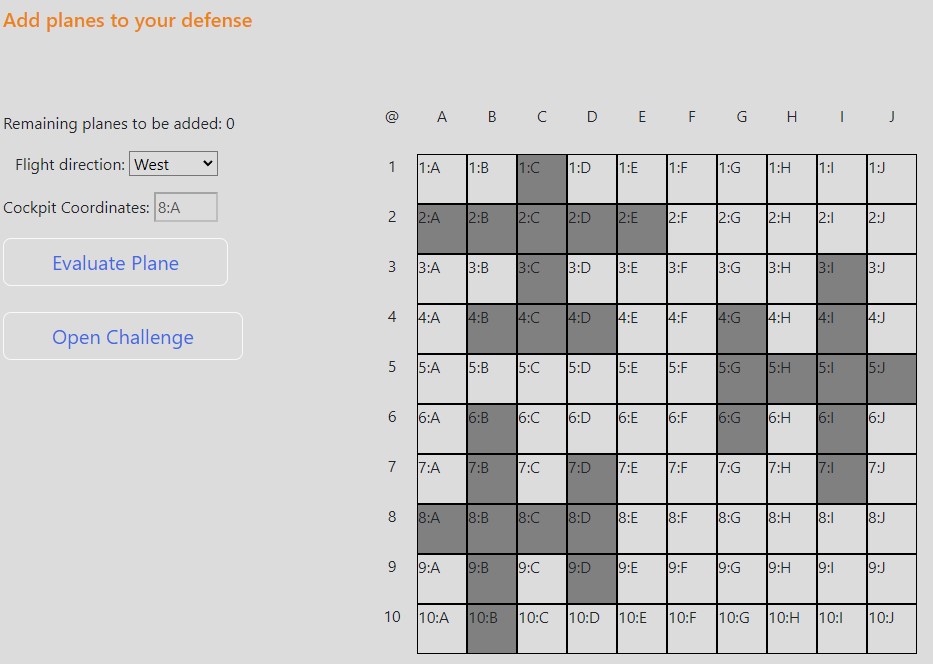 Add planes to your defense
Remaining planes to be added: 0
Flight direction: West
Cockpit Coordinates: 8:A
Evaluate Plane
Open Challenge
@ A B C D E F G H I J
1 1:A 1:B 1:C 1:D 1:E 1:F 1:G 1:H 1:I 1:J
2 2:A 2:B 2:C 2:D 2:E 2:F 2:G 2:H 2:I 2:J
3 3:A 3:B 3:C 3:D 3:E 3:F 3:G 3:H 3:I 3:J
4 4:A 4:B 4:C 4:D 4:E 4:F 4:G 4:H 4:I 4:J
5 5:A 5:B 5:C 5:D 5:E 5:F 5:G 5:H 5:I 5:J
6 6:A 6:B 6:C 6:D 6:E 6:F 6:G 6:H 6:I 6:J
7 7:A 7:B 7:C 7:D 7:E 7:F 7:G 7:H 7:I 7:J
8 8:A 8:B 8:C 8:D 8:E 8:F 8:G 8:H 8:I 8:J
9 9:A 9:B 9:C 9:D 9:E 9:F 9:G 9:H 9:I 9:J
10 10:A 10:B 10:C 10:D 10:E 10:F 10:G 10:H 10:I 10:J